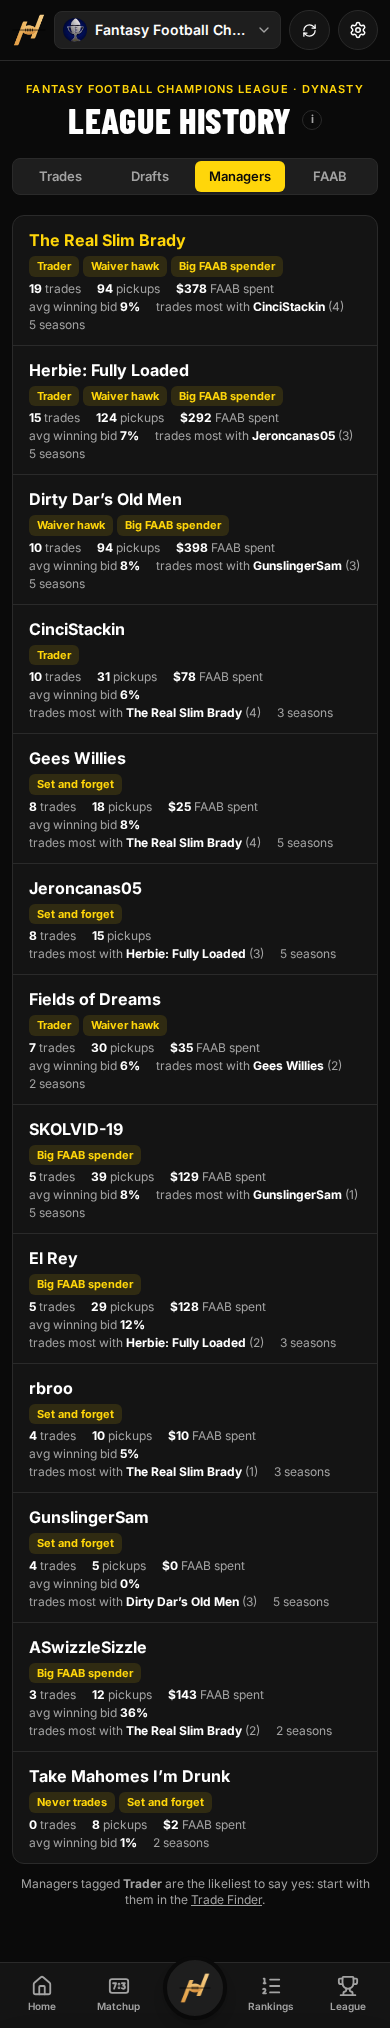 Fantasy Football Ch...
FANTASY FOOTBALL CHAMPIONS LEAGUE · DYNASTY
LEAGUE HISTORY i
Trades Drafts Managers FAAB
The Real Slim Brady
Trader Waiver hawk Big FAAB spender
19 trades 94 pickups $378 FAAB spent
avg winning bid 9% trades most with CinciStackin (4)
5 seasons
Herbie: Fully Loaded
Trader Waiver hawk Big FAAB spender
15 trades 124 pickups $292 FAAB spent
avg winning bid 7% trades most with Jeroncanas05 (3)
5 seasons
Dirty Dar’s Old Men
Waiver hawk Big FAAB spender
10 trades 94 pickups $398 FAAB spent
avg winning bid 8% trades most with GunslingerSam (3)
5 seasons
CinciStackin
Trader
10 trades 31 pickups $78 FAAB spent
avg winning bid 6%
trades most with The Real Slim Brady (4) 3 seasons
Gees Willies
Set and forget
8 trades 18 pickups $25 FAAB spent
avg winning bid 8%
trades most with The Real Slim Brady (4) 5 seasons
Jeroncanas05
Set and forget
8 trades 15 pickups
trades most with Herbie: Fully Loaded (3) 5 seasons
Fields of Dreams
Trader Waiver hawk
7 trades 30 pickups $35 FAAB spent
avg winning bid 6% trades most with Gees Willies (2)
2 seasons
SKOLVID-19
Big FAAB spender
5 trades 39 pickups $129 FAAB spent
avg winning bid 8% trades most with GunslingerSam (1)
5 seasons
El Rey
Big FAAB spender
5 trades 29 pickups $128 FAAB spent
avg winning bid 12%
trades most with Herbie: Fully Loaded (2) 3 seasons
rbroo
Set and forget
4 trades 10 pickups $10 FAAB spent
avg winning bid 5%
trades most with The Real Slim Brady (1) 3 seasons
GunslingerSam
Set and forget
4 trades 5 pickups $0 FAAB spent
avg winning bid 0%
trades most with Dirty Dar’s Old Men (3) 5 seasons
ASwizzleSizzle
Big FAAB spender
3 trades 12 pickups $143 FAAB spent
avg winning bid 36%
trades most with The Real Slim Brady (2) 2 seasons
Take Mahomes I’m Drunk
Never trades Set and forget
0 trades 8 pickups $2 FAAB spent
avg winning bid 1% 2 seasons
Managers tagged Trader are the likeliest to say yes: start with
them in the Trade Finder.
7:3
Home Matchup Rankings League